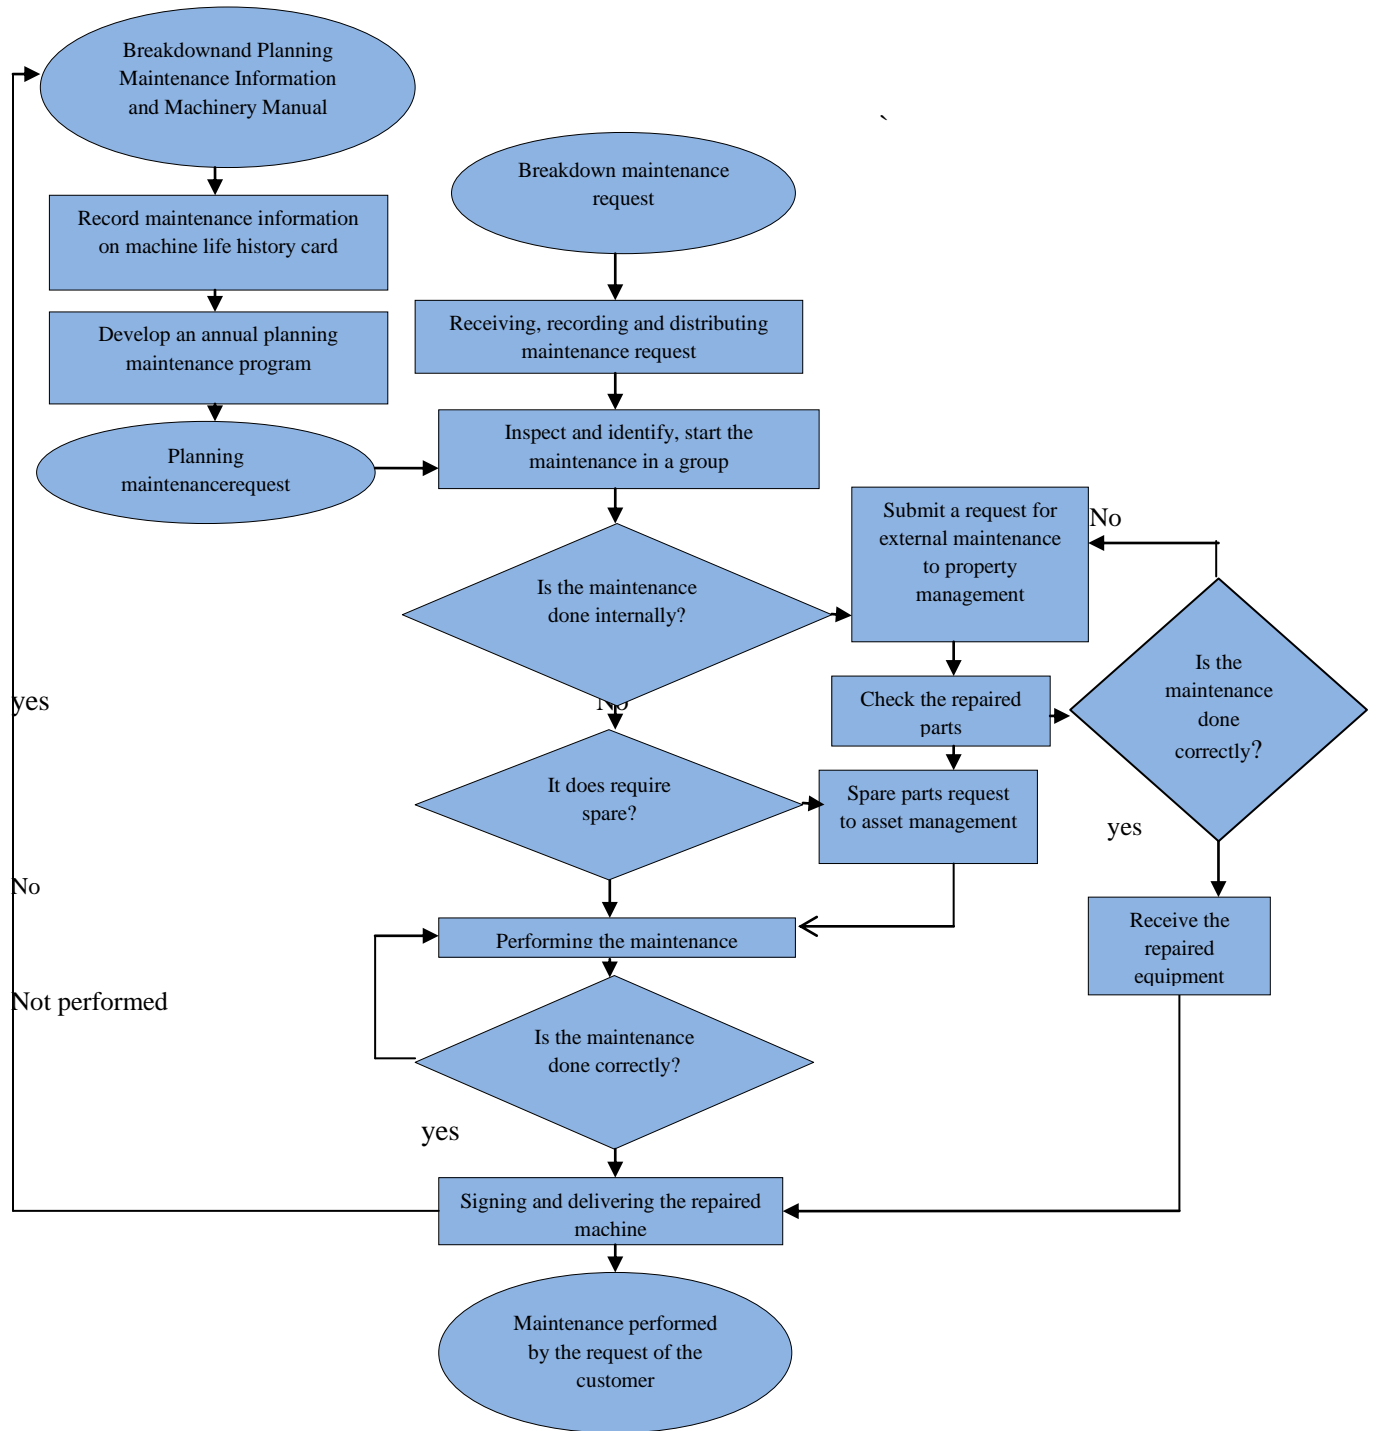 Breakdownand Planning
Maintenance Information
and Machinery Manual
`
Breakdown maintenance
request
Record maintenance information
on machine life history card
Receiving, recording and distributing
maintenance request
Develop an annual planning
maintenance program
Inspect and identify, start the
maintenance in a group
Planning
maintenancerequest
Submit a request for
external maintenance
to property
management
No
Is the maintenance
done internally?
Is the
maintenance
done
correctly?
Check the repaired
parts
yes
No
It does require
spare?
Spare parts request
to asset management
yes
No
Receive the
repaired
equipment
Performing the maintenance
Not performed
Is the maintenance
done correctly?
yes
Signing and delivering the repaired
machine
Maintenance performed
by the request of the
customer